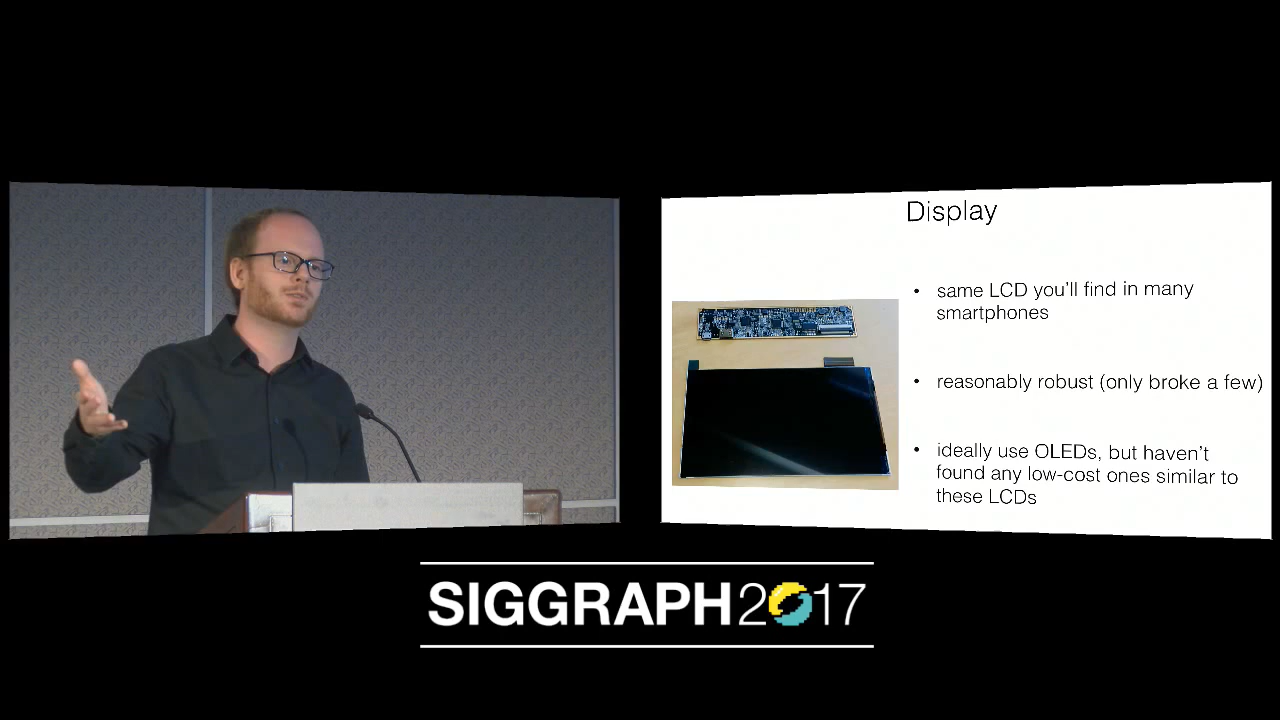 Display
• same LCD you'll find in many
smartphones
• reasonably robust (only broke a few)
• ideally use OLEDs, but haven't
found any low-cost ones similar to
these LCDs
SIGGRAPH2017